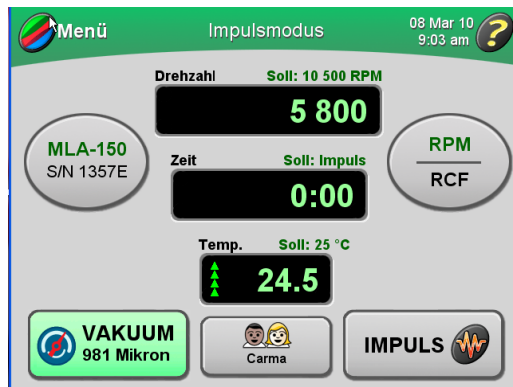 Menü
Impulsmodus
08 Mar 10
9:03 am
?
Drehzahl Soll: 10 500 RPM
5 800
MLA-150
S/N 1357E
RPM
RCF
Zeit Soll: Impuls
0:00
Temp. Soll: 25 °C
24.5
VAKUUM
981 Mikron
Carma
IMPULS